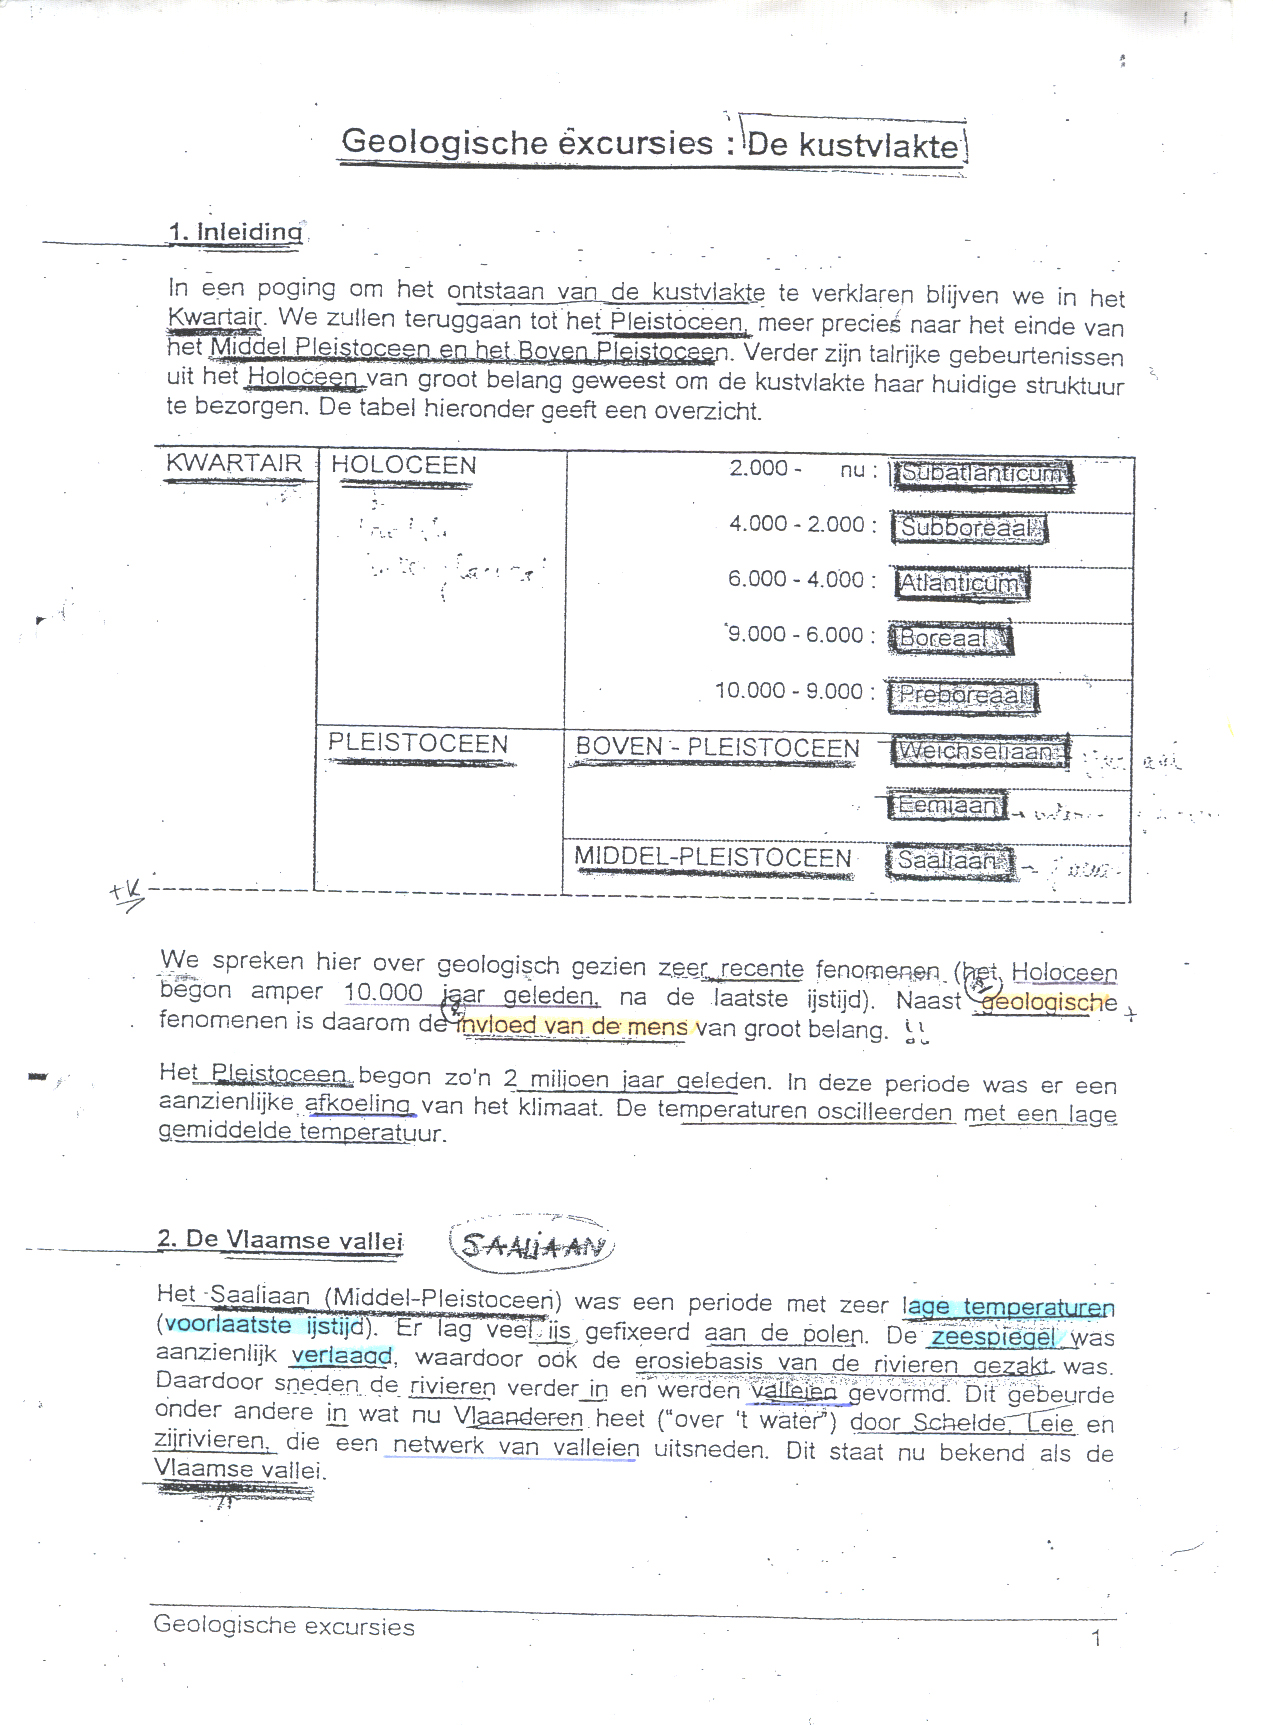 Geologische excursies : De kustvlakte
1. Inleiding
In een poging om het ontstaan van de kustvlakte te verklaren blijven we in het
Kwartair. We zullen teruggaan tot het Pleistoceen, meer precies naar het einde van
het Middel Pleistoceen en het Boven Pleistoceen. Verder zijn talrijke gebeurtenissen
uit het Holoceen van groot belang geweest om de kustvlakte haar huidige struktuur
te bezorgen. De tabel hieronder geeft een overzicht.
KWARTAIR HOLOCEEN 2.000 - nu : Subatlanticum
4.000 - 2.000 : Subboreaal
6.000 - 4.000 : Atlanticum
9.000 - 6.000 : Boreaal
10.000 - 9.000 : Preboreaal
PLEISTOCEEN BOVEN - PLEISTOCEEN Weichseliaan
Eemiaan
MIDDEL-PLEISTOCEEN Saaliaan
We spreken hier over geologisch gezien zeer recente fenomenen (het Holoceen
begon amper 10.000 jaar geleden, na de laatste ijstijd). Naast geologische
fenomenen is daarom de invloed van de mens van groot belang. !!
Het Pleistoceen begon zo'n 2 miljoen jaar geleden. In deze periode was er een
aanzienlijke afkoeling van het klimaat. De temperaturen oscilleerden met een lage
gemiddelde temperatuur.
2. De Vlaamse vallei SAALIAAN
Het Saaliaan (Middel-Pleistoceen) was een periode met zeer lage temperaturen
(voorlaatste ijstijd). Er lag veel ijs gefixeerd aan de polen. De zeespiegel was
aanzienlijk verlaagd, waardoor ook de erosiebasis van de rivieren gezakt was.
Daardoor sneden de rivieren verder in en werden valleien gevormd. Dit gebeurde
onder andere in wat nu Vlaanderen heet ("over 't water") door Schelde, Leie en
zijrivieren, die een netwerk van valleien uitsneden. Dit staat nu bekend als de
Vlaamse vallei.
Geologische excursies
1